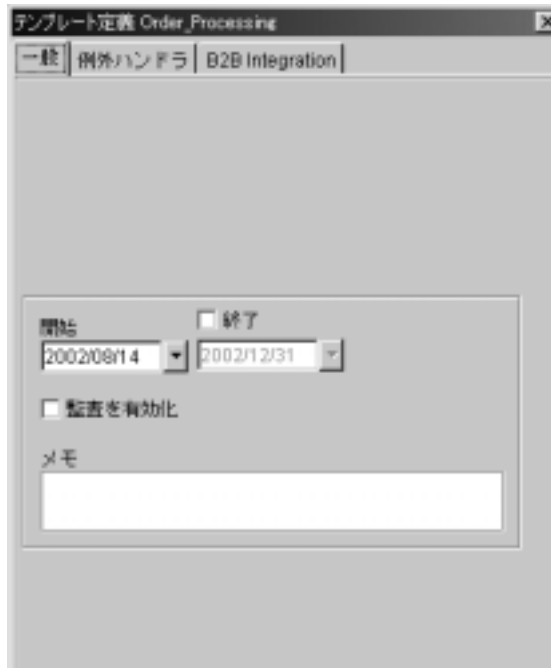 テンプレート定義 Order_Processing
一般 例外ハンドラ B2B Integration
開始 終了
2002/08/14 2002/12/31
監査を有効化
メモ